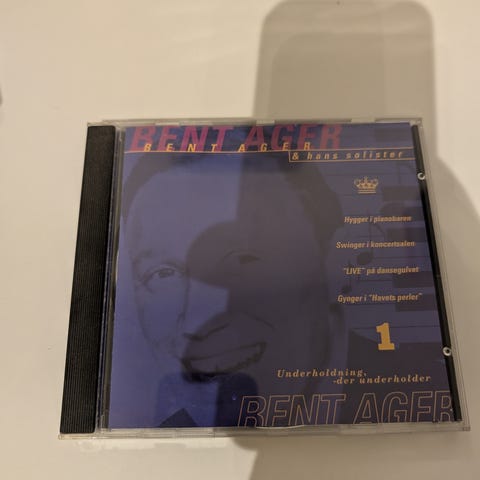 BENT AGER
BENT AGER
& hans solister
Hygger i pianobaren
Swinger i koncertsalen
"LIVE" på dansegulvet
Gynger i "Havets perler"
1
Underholdning,
-der underholder
BENT AGER